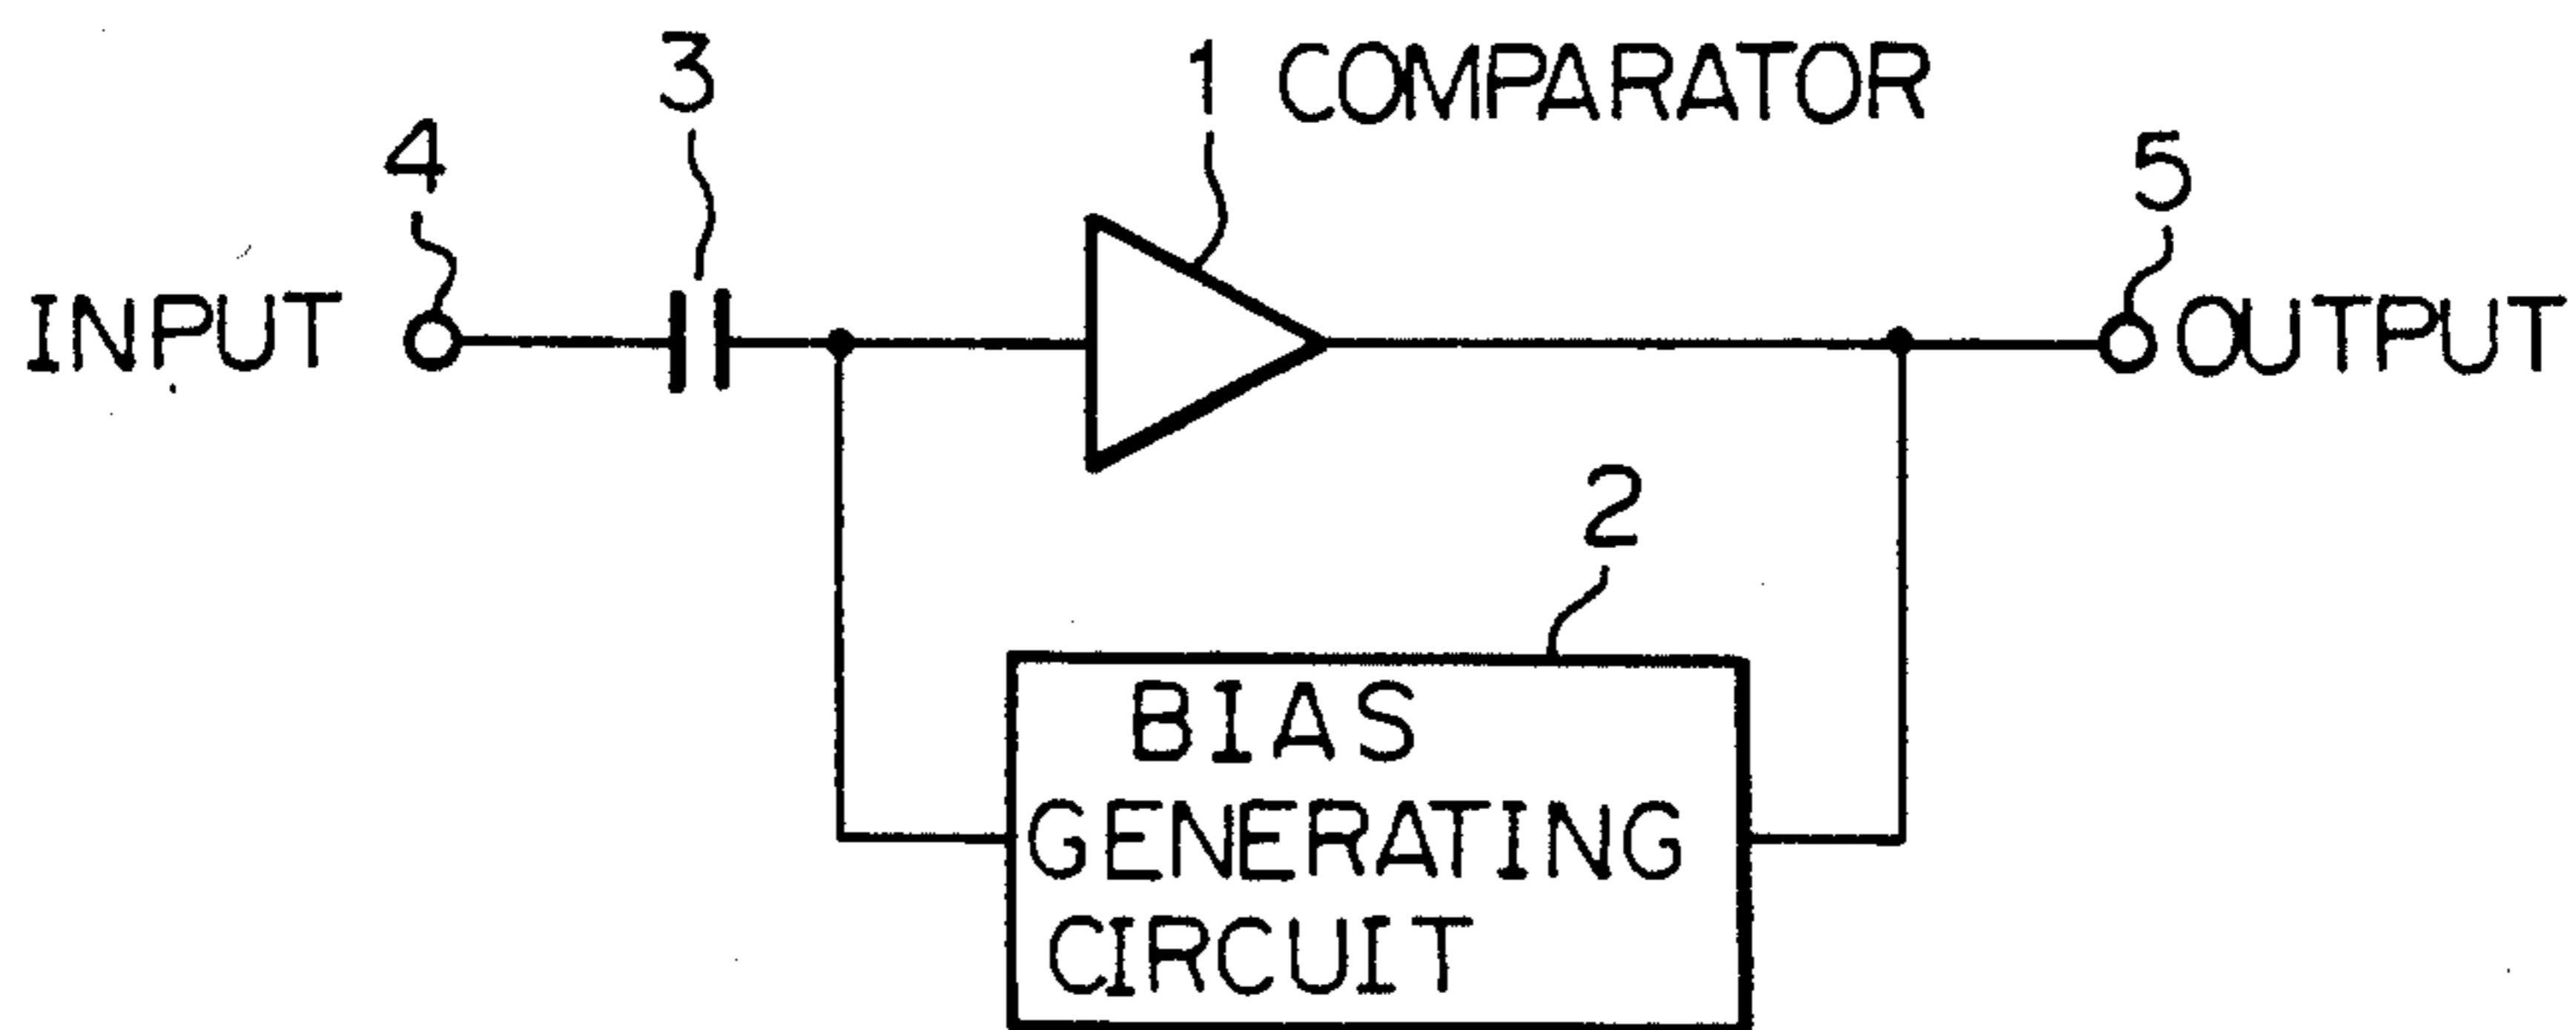 3
1 COMPARATOR
4
5
INPUT
OUTPUT
2
BIAS
GENERATING
CIRCUIT